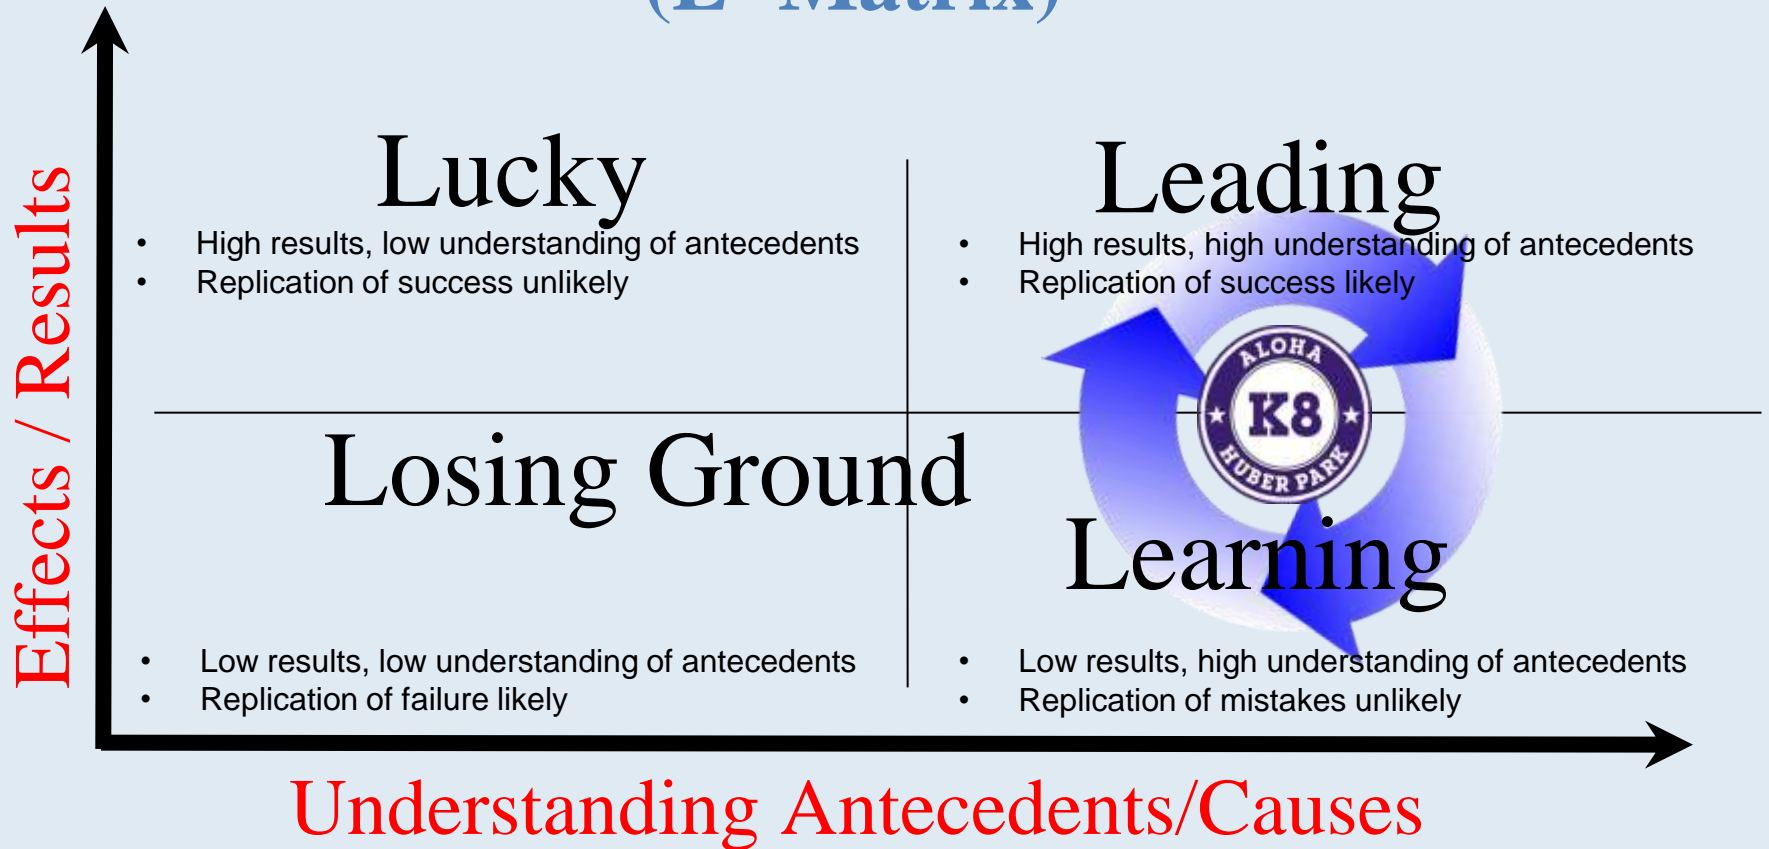 (L Matrix)
Effects / Results
Lucky
• High results, low understanding of antecedents
• Replication of success unlikely
Leading
• High results, high understanding of antecedents
• Replication of success likely
ALOHA
K8
HUBER PARK
Losing Ground
• Low results, low understanding of antecedents
• Replication of failure likely
Learning
• Low results, high understanding of antecedents
• Replication of mistakes unlikely
Understanding Antecedents/Causes